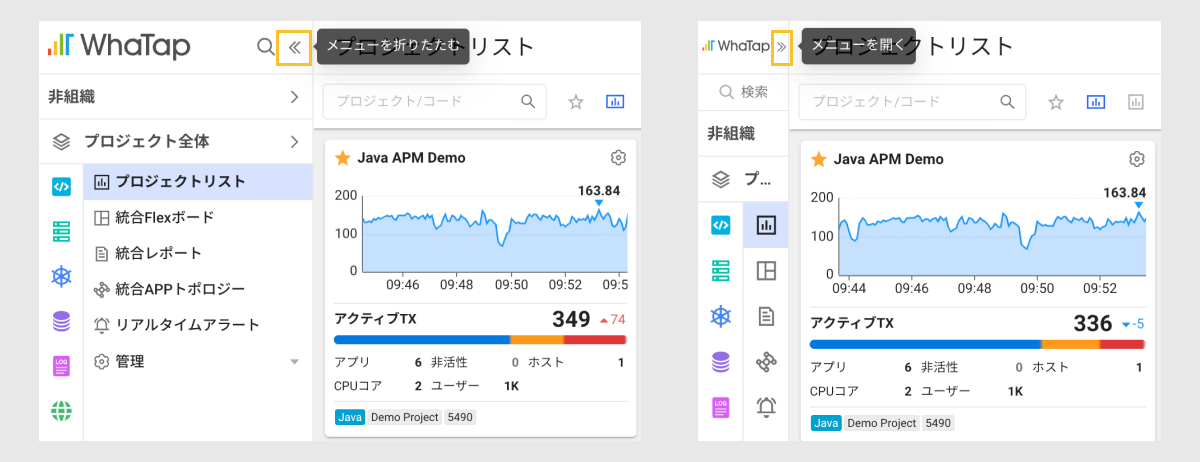 WhaTap
メニューを折りたたむ
プロジェクトリスト
非組織
プロジェクト/コード
プロジェクト全体
プロジェクトリスト
統合Flexボード
統合レポート
統合APPトポロジー
リアルタイムアラート
管理
LOG
Java APM Demo
163.84
200
100
0
09:46 09:48 09:50 09:52 09:5
アクティブTX 349 74
アプリ 6 非活性 0 ホスト 1
CPUコア 2 ユーザー 1K
Java Demo Project 5490
WhaTap
メニューを開く
プロジェクトリスト
検索
プロジェクト/コード
非組織
プ...
LOG
Java APM Demo
163.84
200
100
0
09:44 09:46 09:48 09:50 09:52
アクティブTX 336 -5
アプリ 6 非活性 0 ホスト 1
CPUコア 2 ユーザー 1K
Java Demo Project 5490